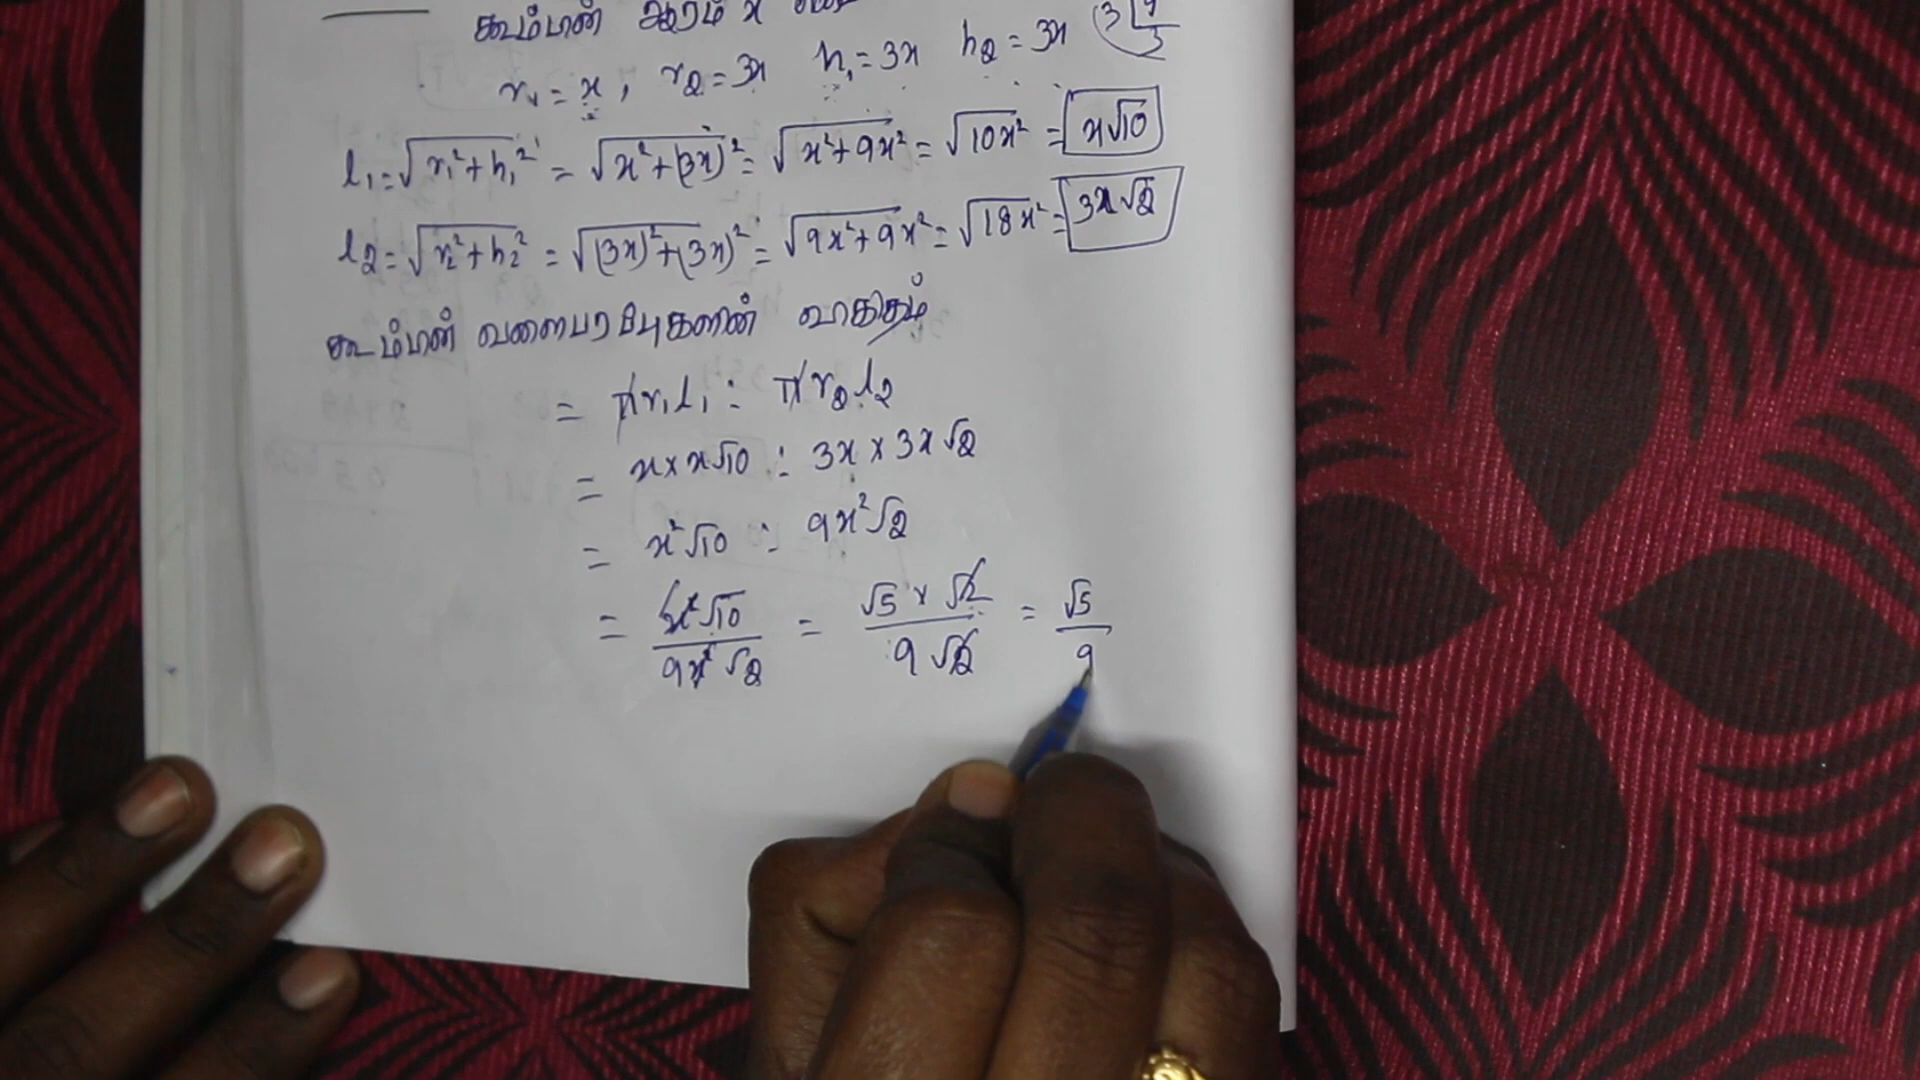 கூம்பின் ஆரம் x
r₁ = x, r₂ = 3x h₁ = 3x h₂ = 3x
l₁ = √r₁²+h₁² = √x²+(3x)² = √x²+9x² = √10x² = x√10
l₂ = √r₂²+h₂² = √(3x)²+(3x)² = √9x²+9x² = √18x² = 3x√2
கூம்பின் வளைபரப்புகளின் விகிதம்
= πr₁l₁ : πr₂l₂
= x × x√10 : 3x × 3x√2
= x²√10 : 9x²√2
= x²√10 / 9x²√2 = √5 × √2 / 9√2 = √5 / 9